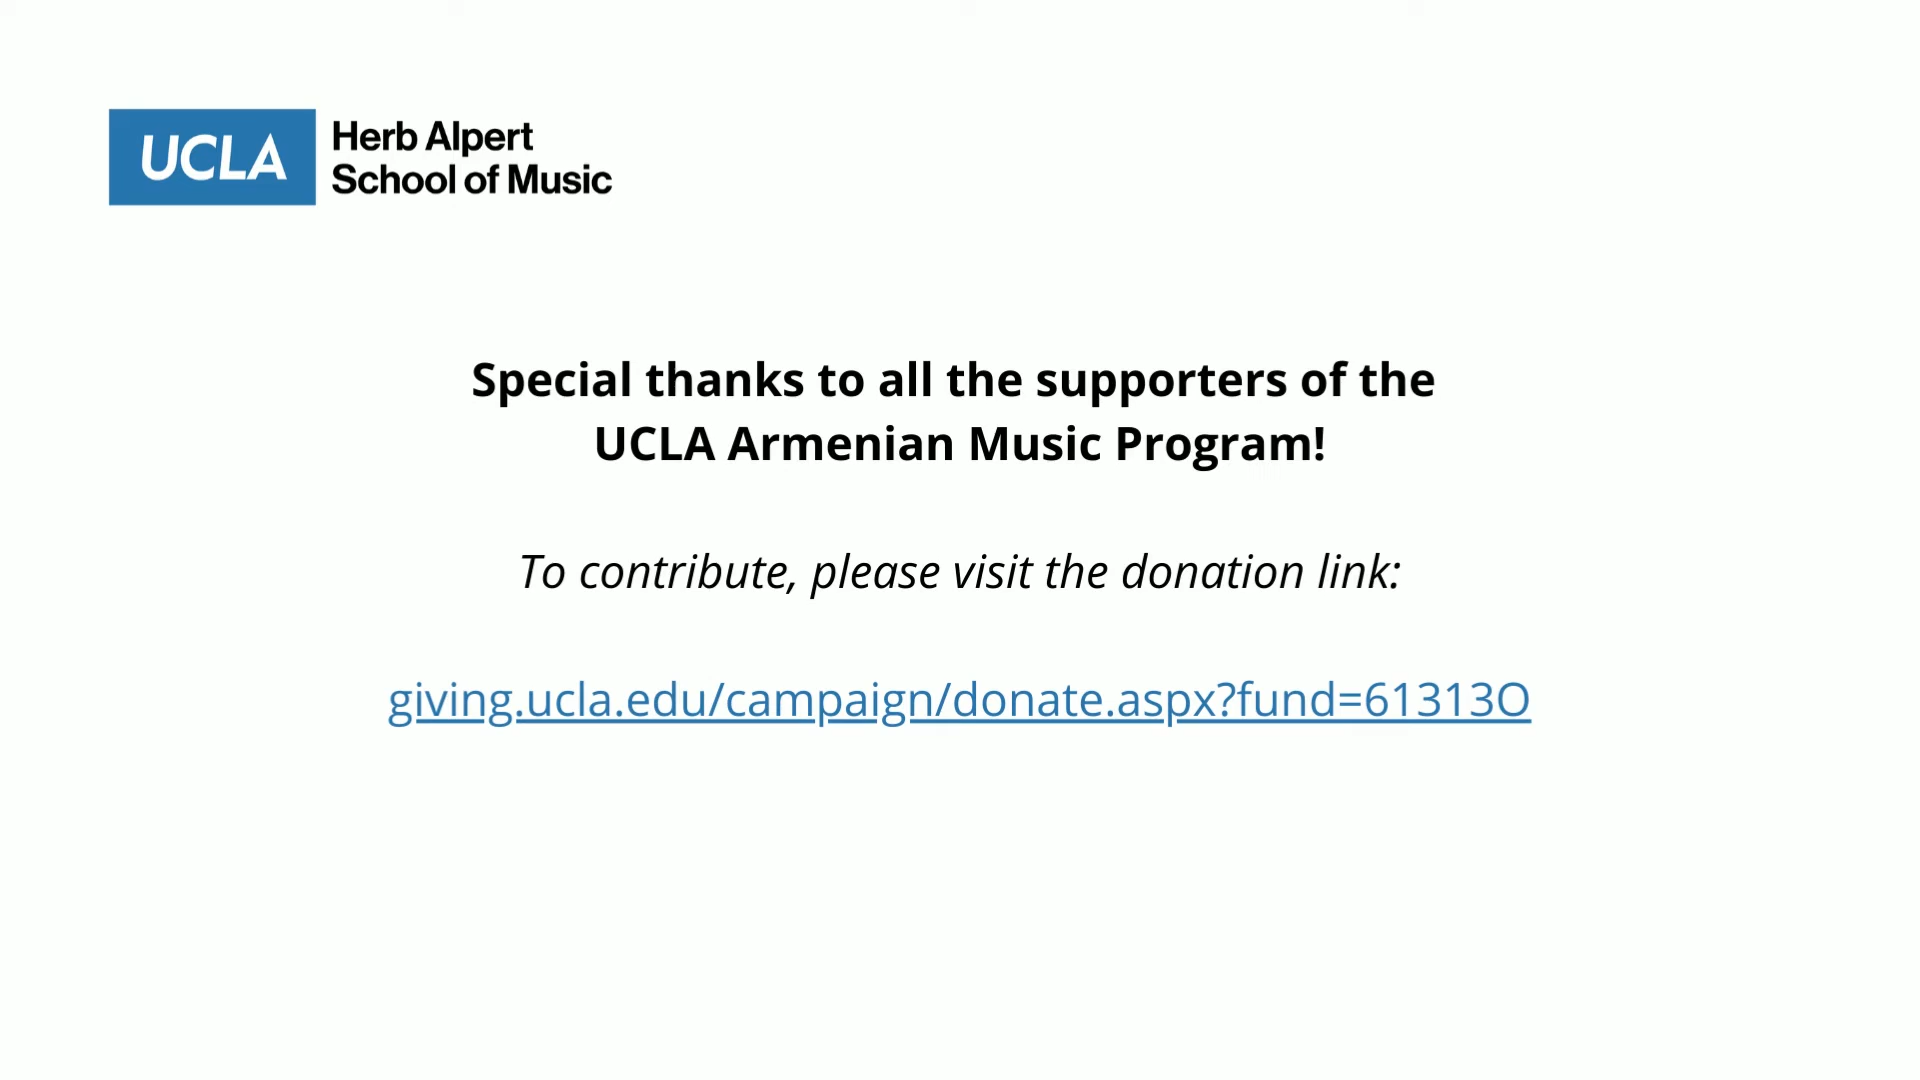 UCLA
Herb Alpert
School of Music
Special thanks to all the supporters of the
UCLA Armenian Music Program!
To contribute, please visit the donation link:
giving.ucla.edu/campaign/donate.aspx?fund=61313O